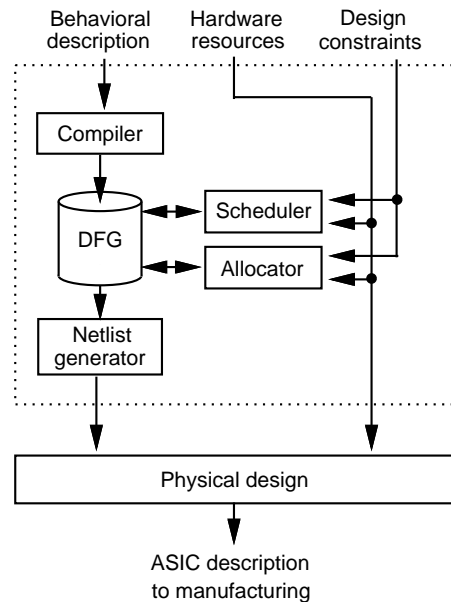 Behavioral
description
Hardware
resources
Design
constraints
Compiler
DFG
Scheduler
Allocator
Netlist
generator
Physical design
ASIC description
to manufacturing